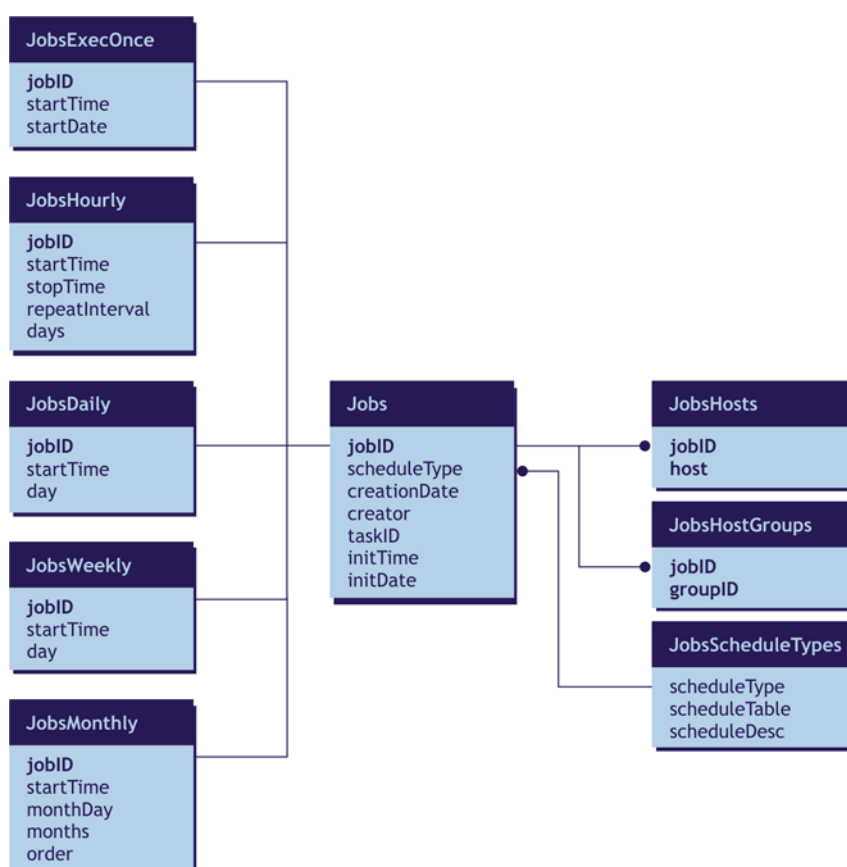 JobsExecOnce
jobID
startTime
startDate
JobsHourly
jobID
startTime
stopTime
repeatInterval
days
JobsDaily
jobID
startTime
day
JobsWeekly
jobID
startTime
day
JobsMonthly
jobID
startTime
monthDay
months
order
Jobs
jobID
scheduleType
creationDate
creator
taskID
initTime
initDate
JobsHosts
jobID
host
JobsHostGroups
jobID
groupID
JobsScheduleTypes
scheduleType
scheduleTable
scheduleDesc